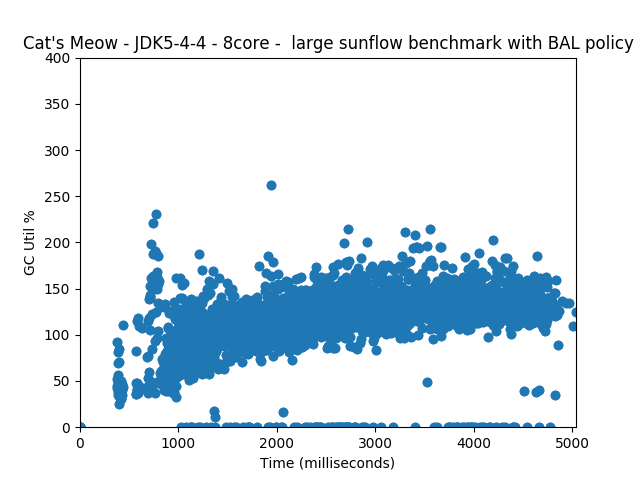 Cat's Meow - JDK5-4-4 - 8core -  large sunflow benchmark with BAL policy
400
350
300
250
200
150
100
50
0
GC Util %
0 1000 2000 3000 4000 5000
Time (milliseconds)